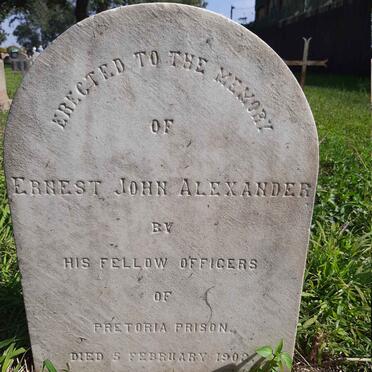 ERECTED TO THE MEMORY
OF
ERNEST JOHN ALEXANDER
BY
HIS FELLOW OFFICERS
OF
PRETORIA PRISON.
DIED 5 FEBRUARY